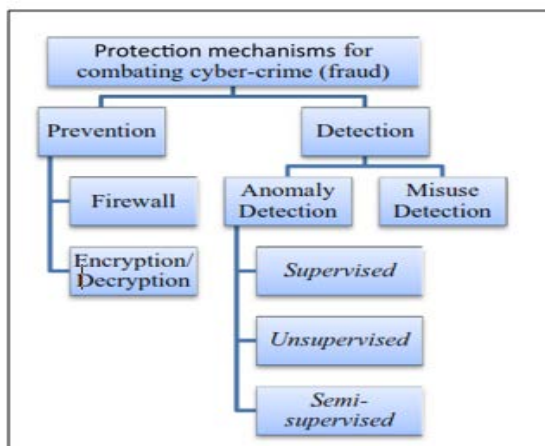 Protection mechanisms for
combating cyber-crime (fraud)
Prevention
Detection
Firewall
Encryption/
Decryption
Anomaly
Detection
Misuse
Detection
Supervised
Unsupervised
Semi-
supervised